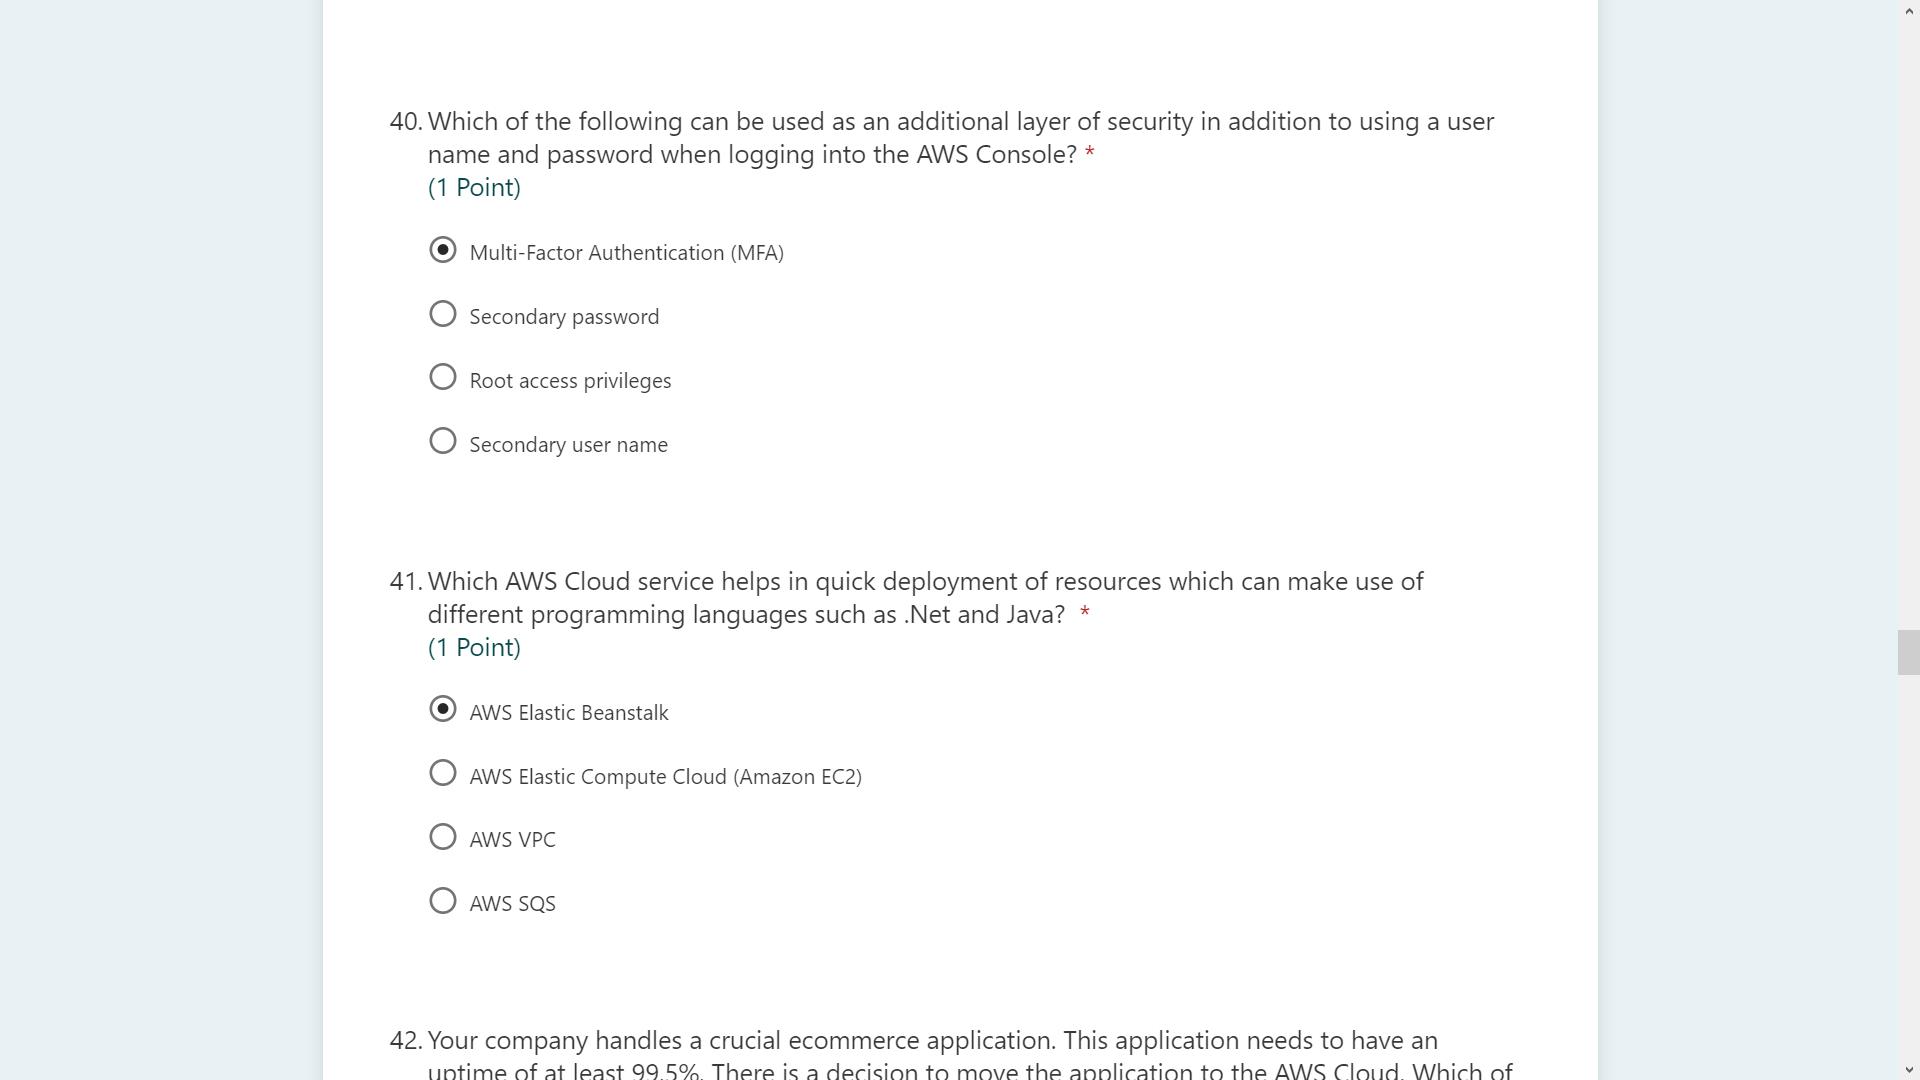 40. Which of the following can be used as an additional layer of security in addition to using a user
name and password when logging into the AWS Console? *
(1 Point)
Multi-Factor Authentication (MFA)
Secondary password
Root access privileges
Secondary user name
41. Which AWS Cloud service helps in quick deployment of resources which can make use of
different programming languages such as .Net and Java? *
(1 Point)
AWS Elastic Beanstalk
AWS Elastic Compute Cloud (Amazon EC2)
AWS VPC
AWS SQS
42. Your company handles a crucial ecommerce application. This application needs to have an
uptime of at least 99.5%. There is a decision to move the application to the AWS Cloud. Which of